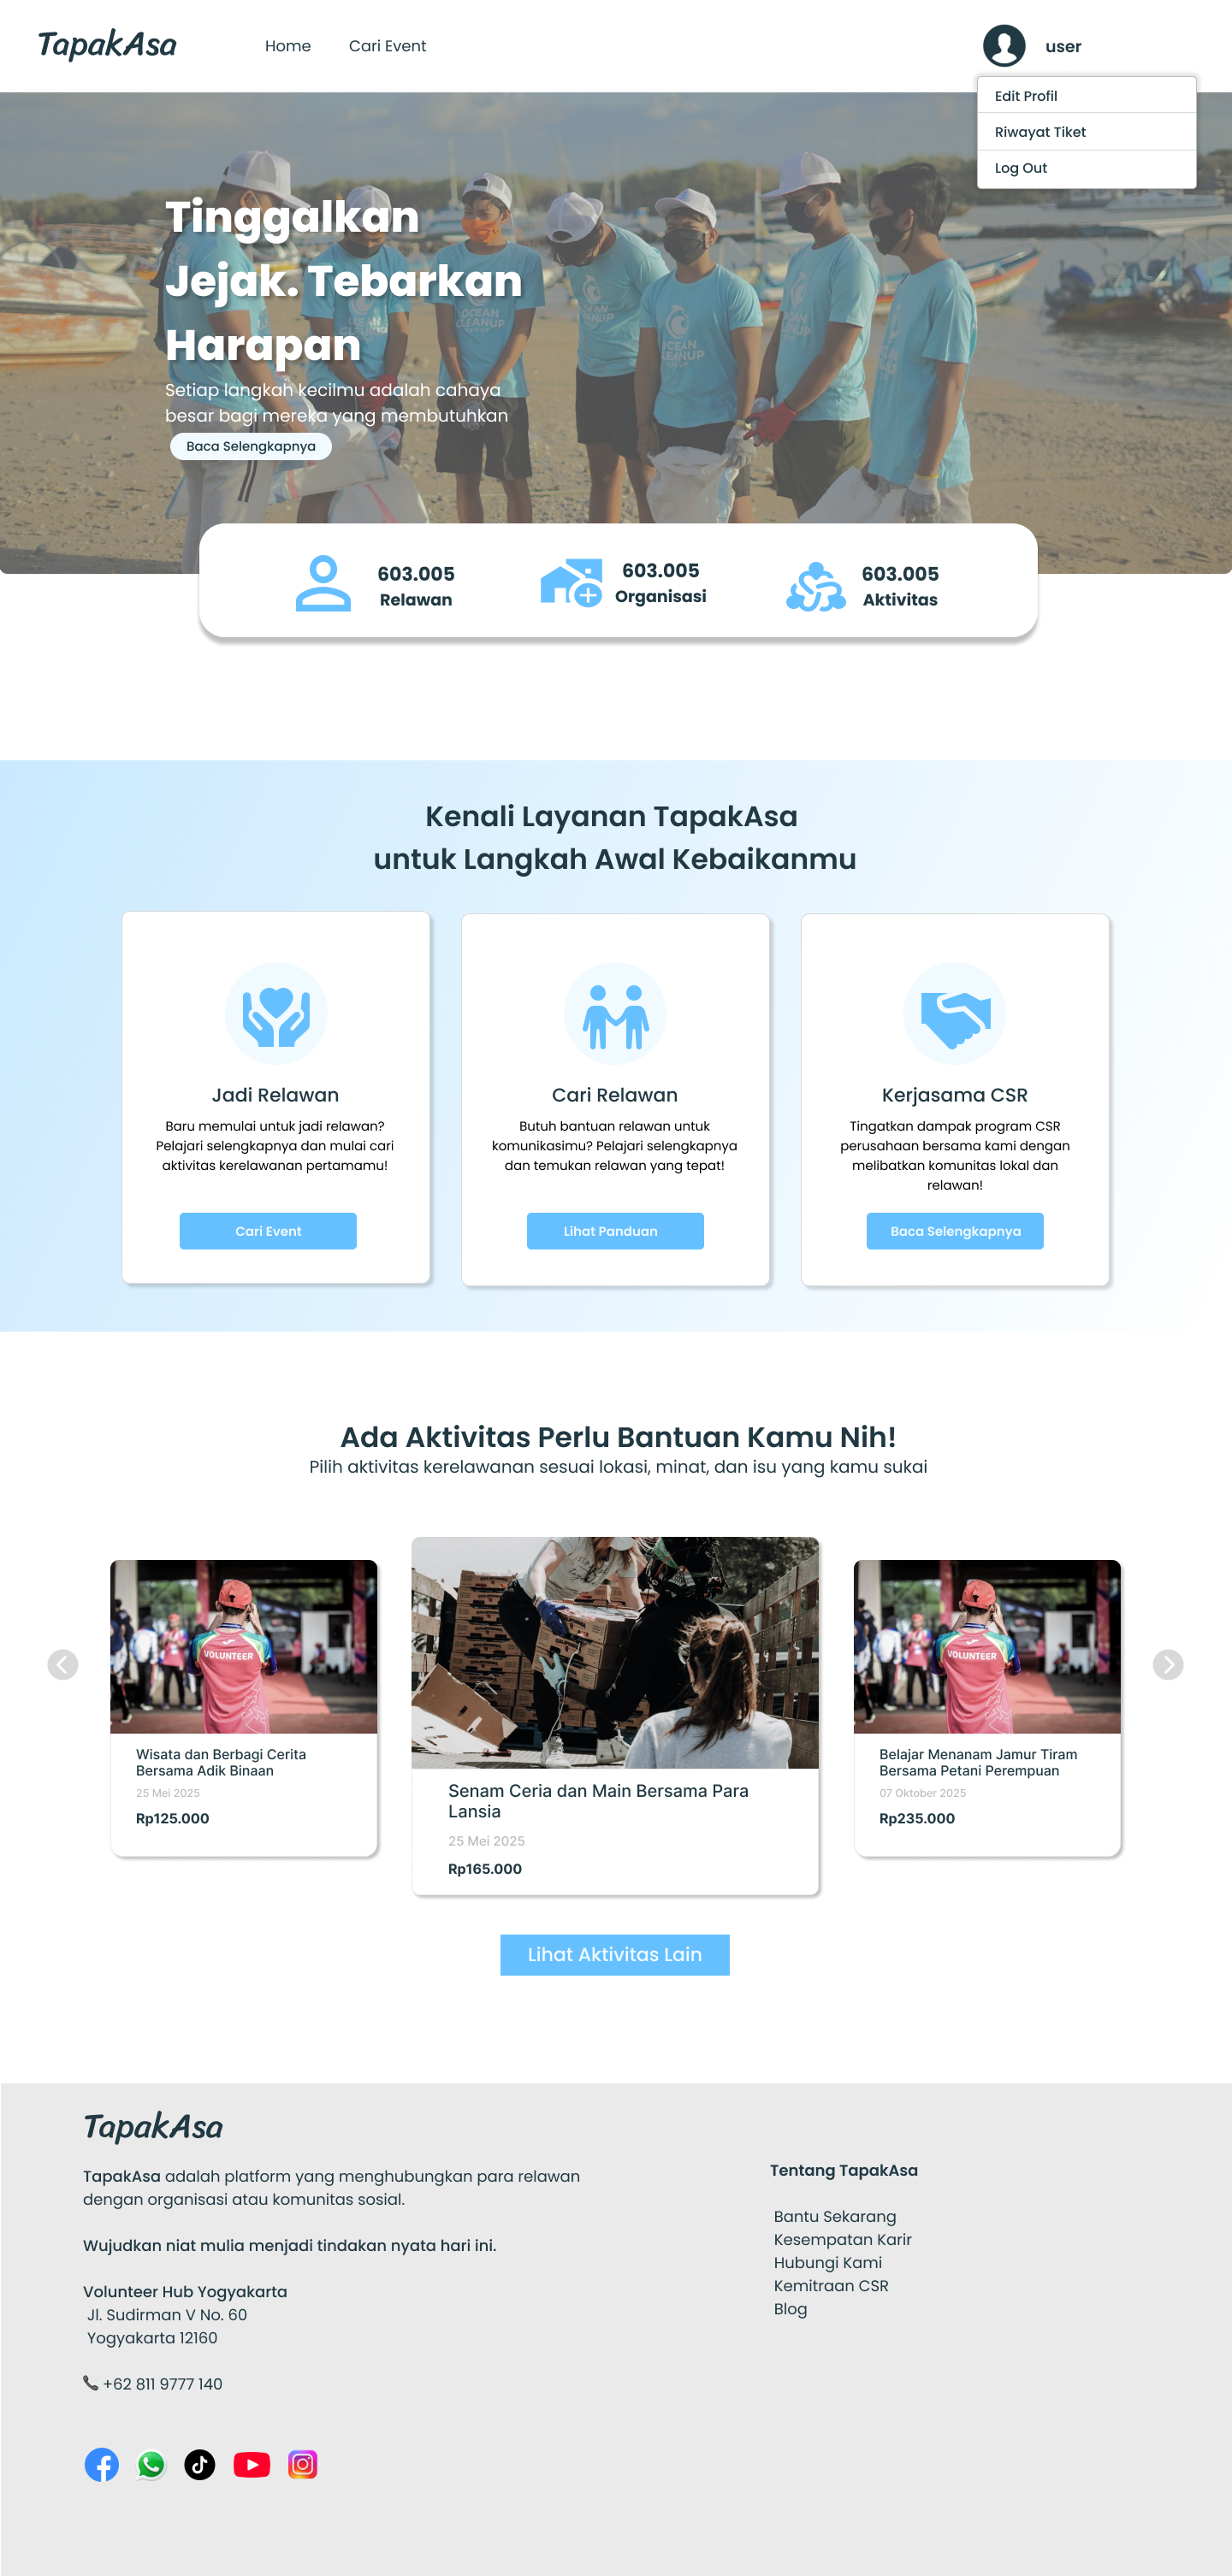 TapakAsa
Home
Cari Event
user
Edit Profil
Riwayat Tiket
Log Out
Tinggalkan
Jejak. Tebarkan
Harapan
Setiap langkah kecilmu adalah cahaya
besar bagi mereka yang membutuhkan
Baca Selengkapnya
OCEAN
CLEANUP
OCEAN
CLEANUP
603.005
Relawan
603.005
Organisasi
603.005
Aktivitas
Kenali Layanan TapakAsa
untuk Langkah Awal Kebaikanmu
Jadi Relawan
Baru memulai untuk jadi relawan?
Pelajari selengkapnya dan mulai cari
aktivitas kerelawanan pertamamu!
Cari Event
Cari Relawan
Butuh bantuan relawan untuk
komunikasimu? Pelajari selengkapnya
dan temukan relawan yang tepat!
Lihat Panduan
Kerjasama CSR
Tingatkan dampak program CSR
perusahaan bersama kami dengan
melibatkan komunitas lokal dan
relawan!
Baca Selengkapnya
Ada Aktivitas Perlu Bantuan Kamu Nih!
Pilih aktivitas kerelawanan sesuai lokasi, minat, dan isu yang kamu sukai
VOLUNTEER
Wisata dan Berbagi Cerita
Bersama Adik Binaan
25 Mei 2025
Rp125.000
Senam Ceria dan Main Bersama Para
Lansia
25 Mei 2025
Rp165.000
VOLUNTEER
Belajar Menanam Jamur Tiram
Bersama Petani Perempuan
07 Oktober 2025
Rp235.000
Lihat Aktivitas Lain
TapakAsa
TapakAsa adalah platform yang menghubungkan para relawan
dengan organisasi atau komunitas sosial.
Wujudkan niat mulia menjadi tindakan nyata hari ini.
Volunteer Hub Yogyakarta
Jl. Sudirman V No. 60
Yogyakarta 12160
+62 811 9777 140
Tentang TapakAsa
Bantu Sekarang
Kesempatan Karir
Hubungi Kami
Kemitraan CSR
Blog